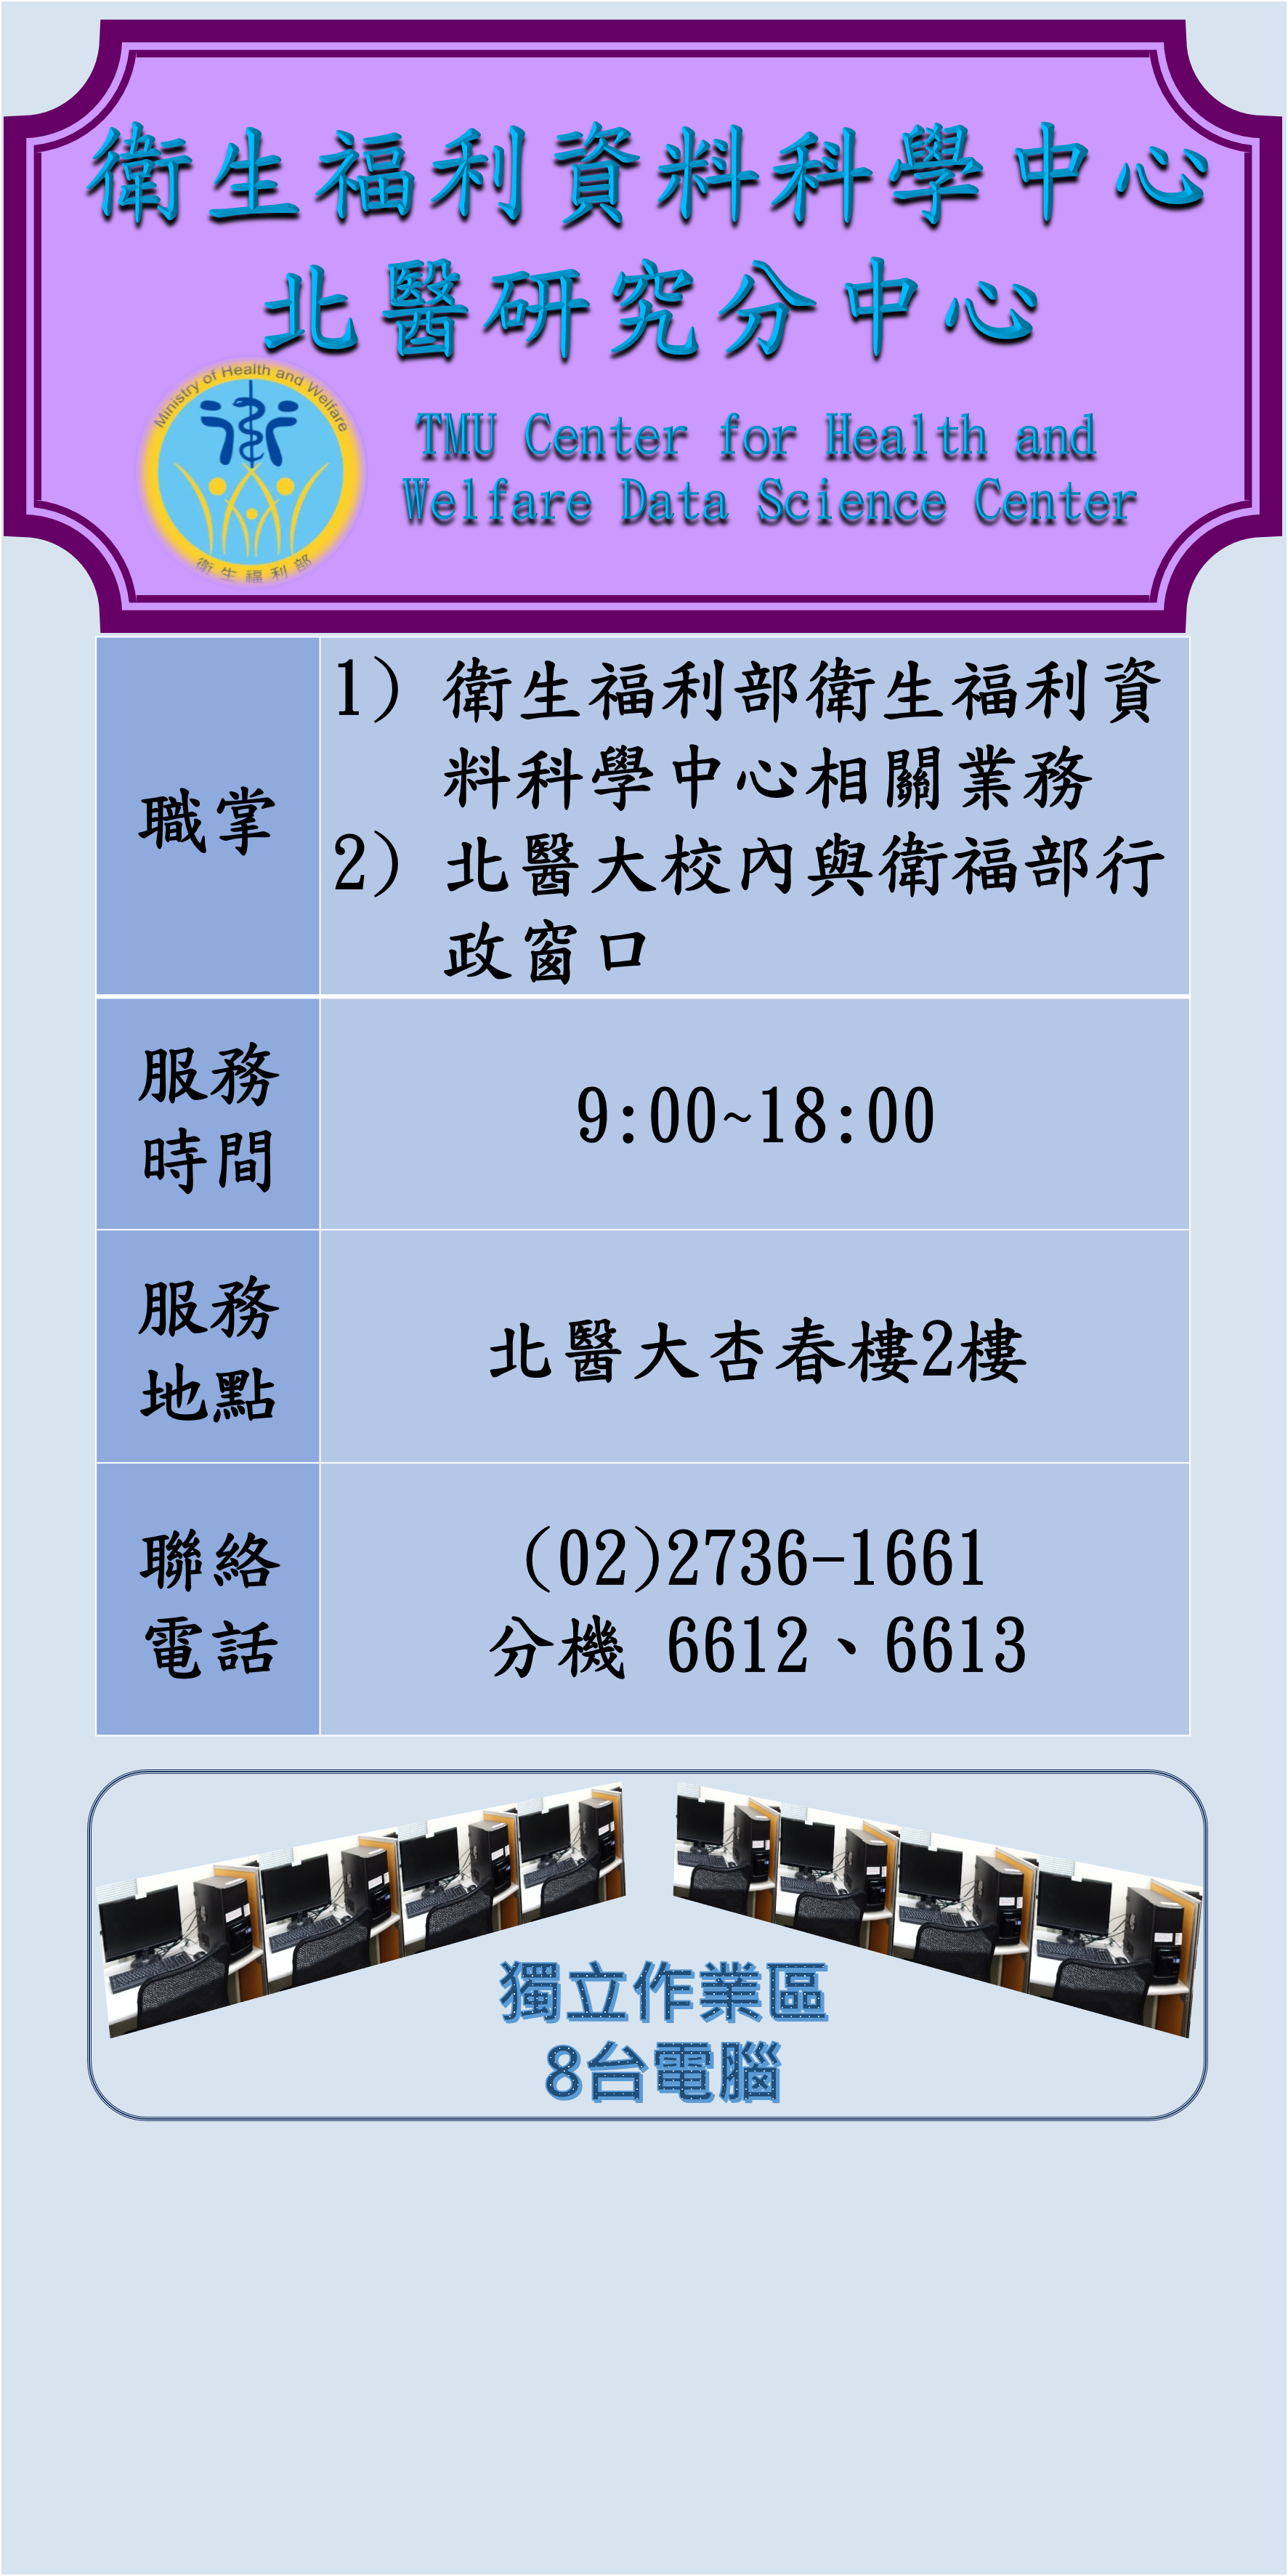 衛生福利資料科學中心
北醫研究分中心
Ministry of Health and Welfare
衛生福利部
TMU Center for Health and
Welfare Data Science Center
職掌
1) 衛生福利部衛生福利資
料科學中心相關業務
2) 北醫大校內與衛福部行
政窗口
服務
時間
9:00~18:00
服務
地點
北醫大杏春樓2樓
聯絡
電話
(02)2736-1661
分機 6612、6613
獨立作業區
8台電腦